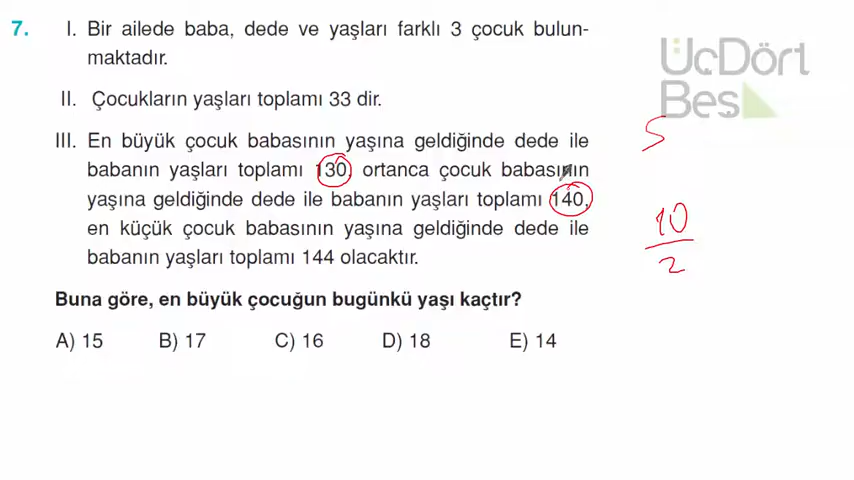 7. I. Bir ailede baba, dede ve yaşları farklı 3 çocuk bulun-
maktadır.
II. Çocukların yaşları toplamı 33 dir.
III. En büyük çocuk babasının yaşına geldiğinde dede ile
babanın yaşları toplamı 130, ortanca çocuk babasının
yaşına geldiğinde dede ile babanın yaşları toplamı 140,
en küçük çocuk babasının yaşına geldiğinde dede ile
babanın yaşları toplamı 144 olacaktır.
Buna göre, en büyük çocuğun bugünkü yaşı kaçtır?
A) 15 B) 17 C) 16 D) 18 E) 14
ÜçDört
Beş
5
10
2